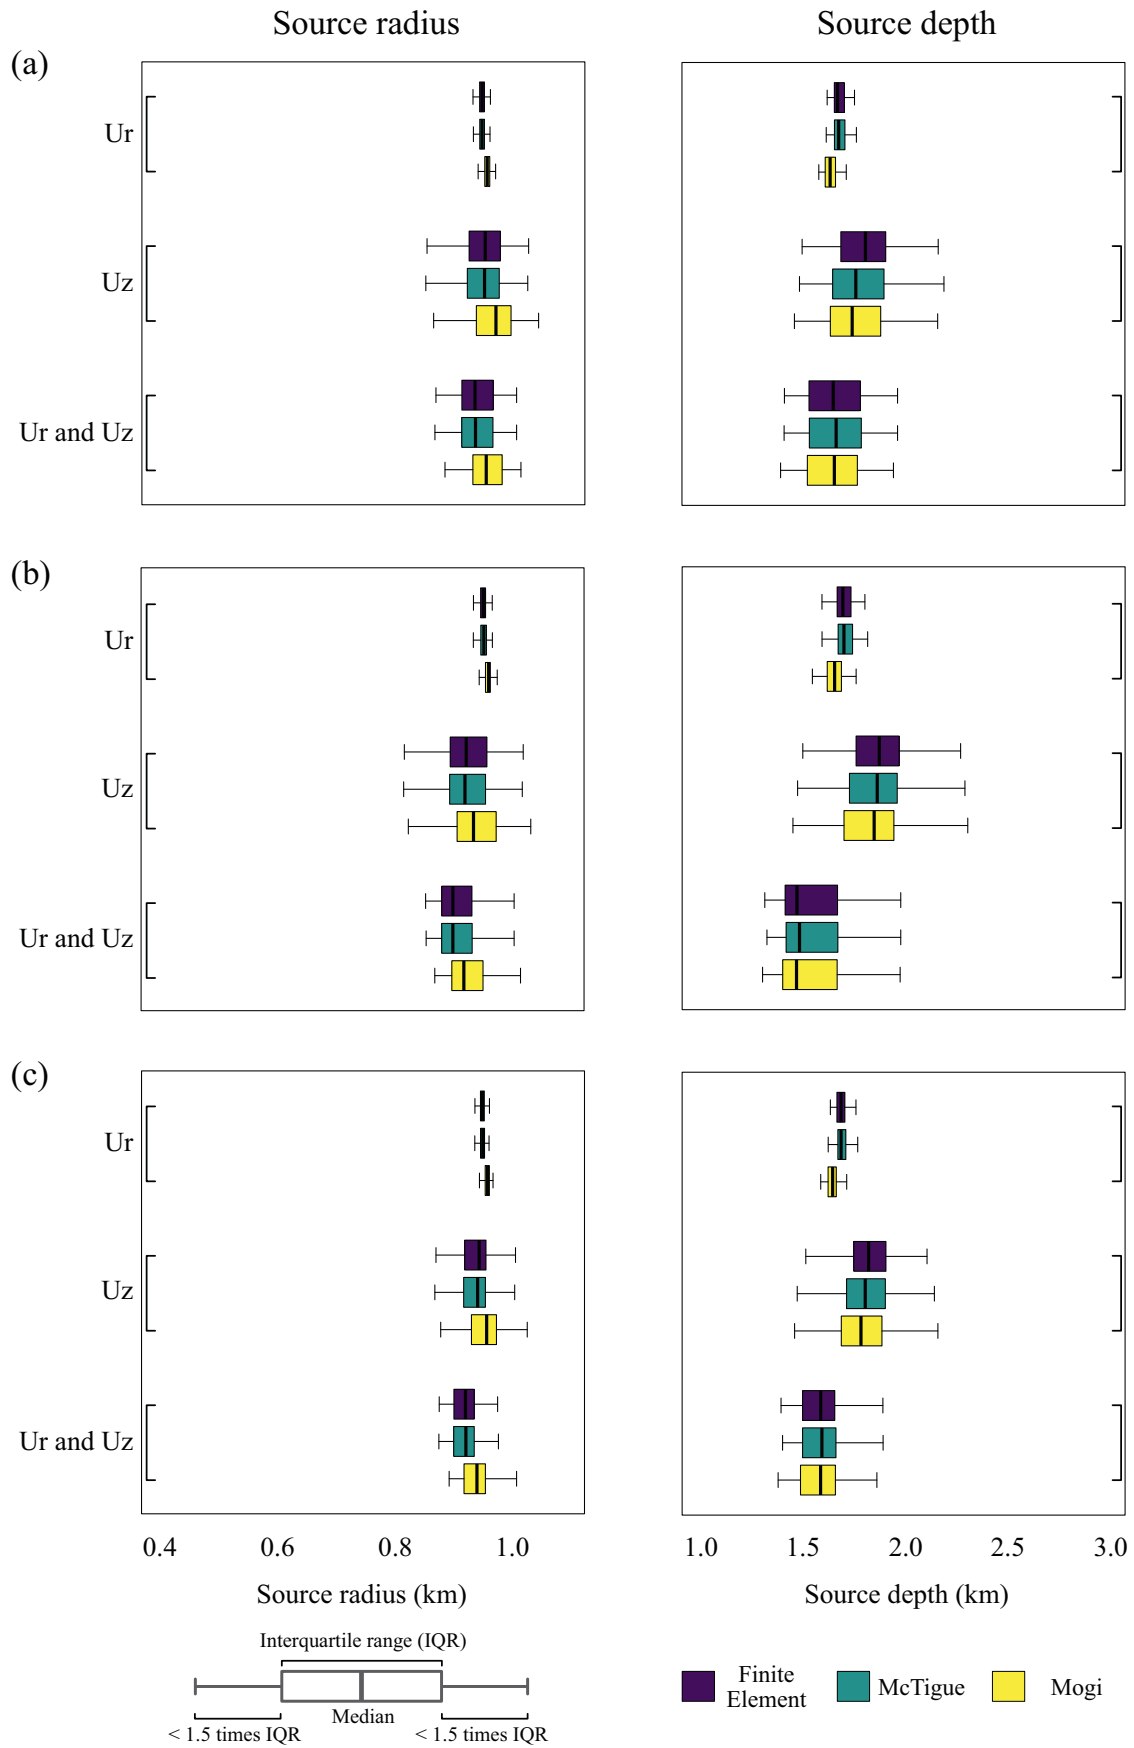 Source radius
Source depth
(a)
Ur
Uz
Ur and Uz
(b)
Ur
Uz
Ur and Uz
(c)
Ur
Uz
Ur and Uz
0.4 0.6 0.8 1.0
1.0 1.5 2.0 2.5 3.0
Source radius (km)
Source depth (km)
Interquartile range (IQR)
Median
< 1.5 times IQR
< 1.5 times IQR
Finite
Element
McTigue
Mogi